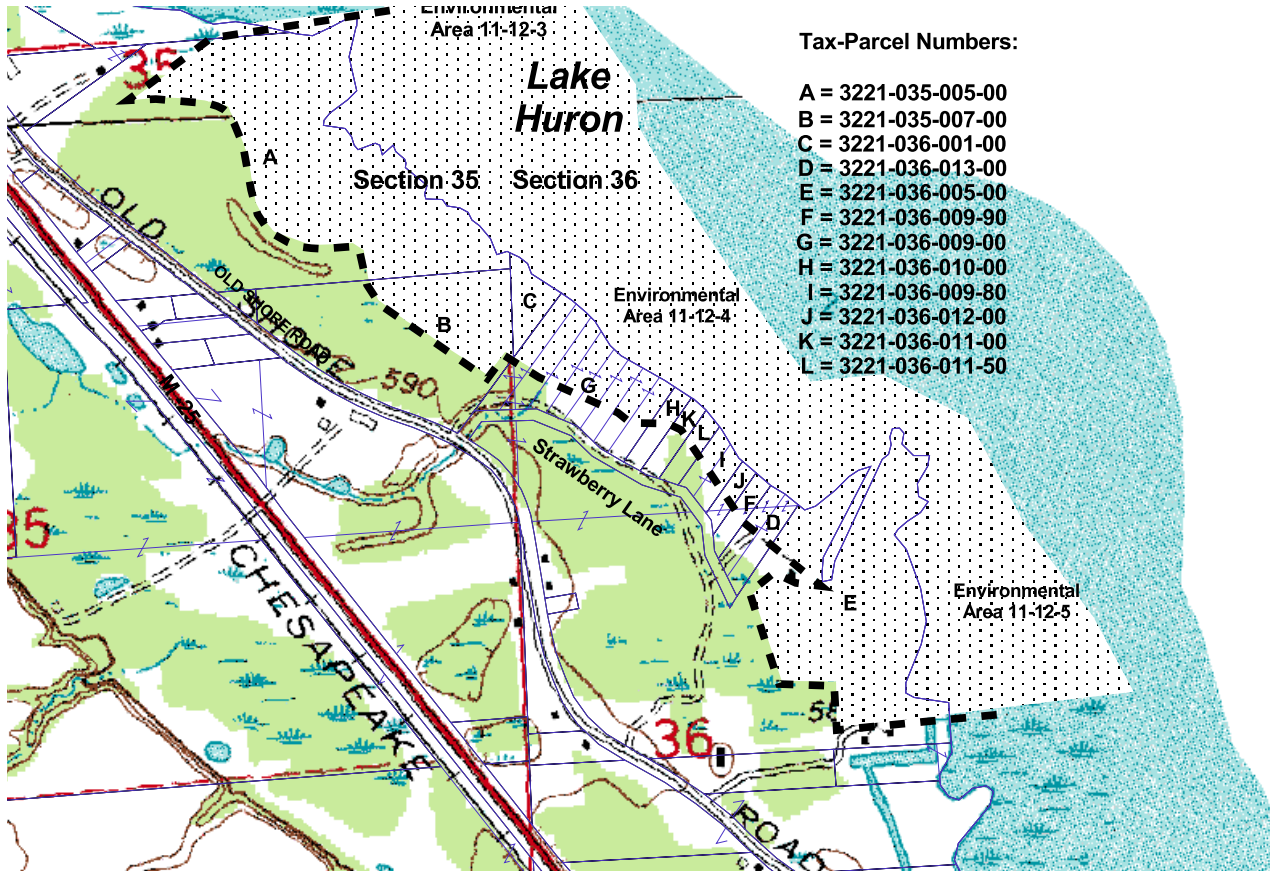 Environmental
Area 11-12-3
Tax-Parcel Numbers:
35
Lake
Huron
A = 3221-035-005-00
B = 3221-035-007-00
C = 3221-036-001-00
D = 3221-036-013-00
E = 3221-036-005-00
F = 3221-036-009-90
G = 3221-036-009-00
H = 3221-036-010-00
I = 3221-036-009-80
J = 3221-036-012-00
K = 3221-036-011-00
L = 3221-036-011-50
A
Section 35
Section 36
OLD
OLD SHORE ROAD
SHORE
Environmental
Area 11-12-4
C
B
590
G
M-25
H
K
L
I
J
F
D
Strawberry Lane
35
CHESAPEAKE
E
Environmental
Area 11-12-5
36
ROAD